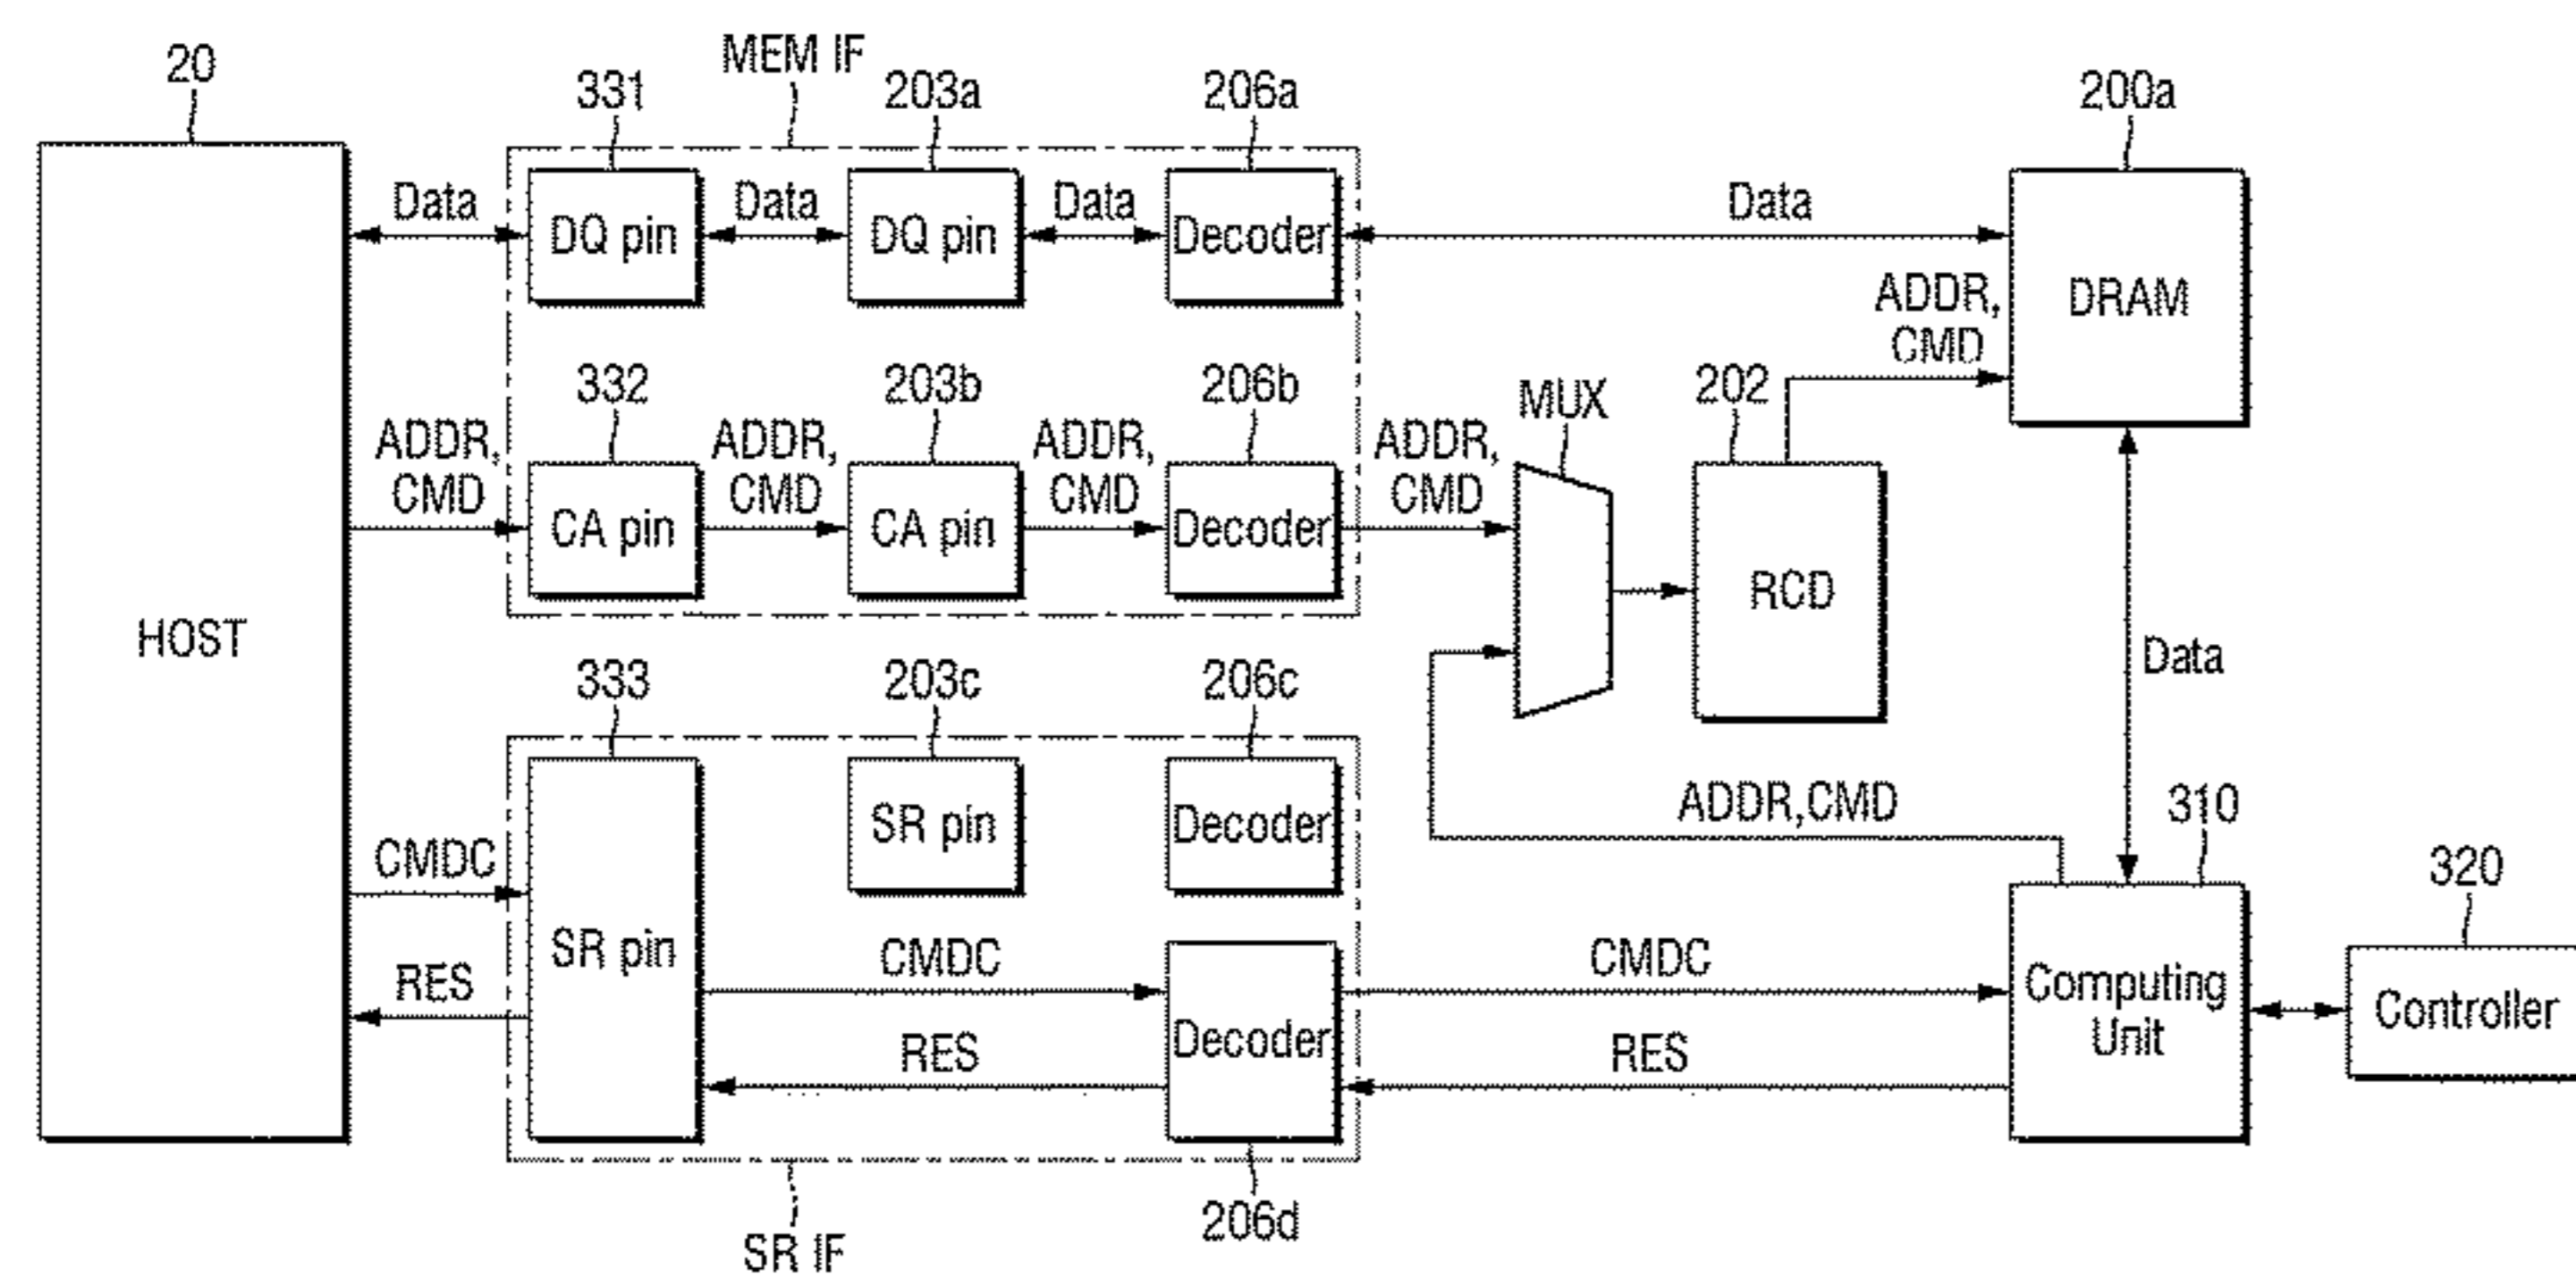 20
MEM IF
331
203a
206a
200a
Data
Data
Data
Data
DQ pin
DQ pin
Decoder
DRAM
ADDR,
CMD
332
203b
206b
MUX
202
ADDR,
CMD
ADDR,
CMD
ADDR,
CMD
ADDR,
CMD
CA pin
CA pin
Decoder
RCD
HOST
Data
333
203c
206c
SR pin
Decoder
ADDR,CMD
310
320
CMDC
SR pin
CMDC
CMDC
Computing
Unit
Controller
RES
RES
Decoder
RES
206d
SR IF